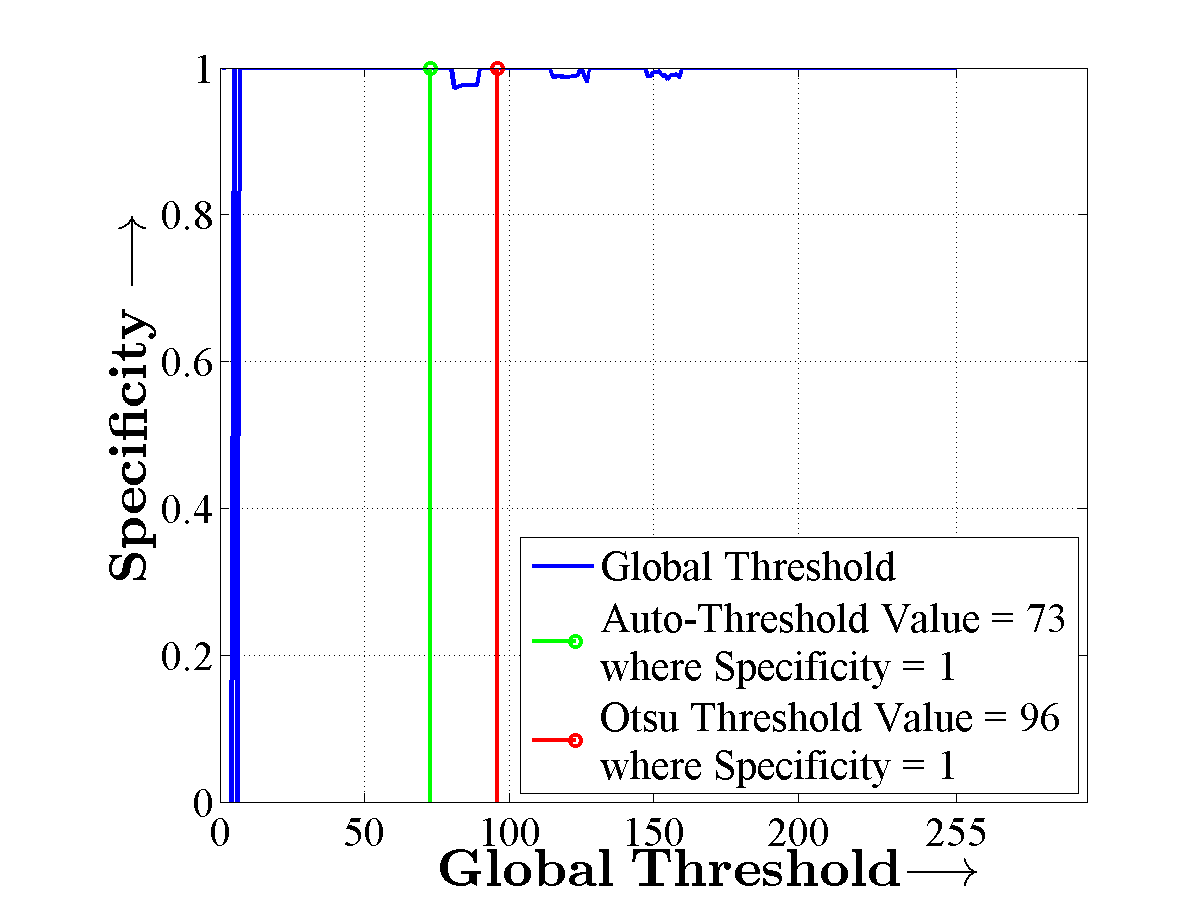 1
0.8
0.6
0.4
0.2
0
Specificity →
Global Threshold
Auto-Threshold Value = 73
where Specificity = 1
Otsu Threshold Value = 96
where Specificity = 1
0 50 100 150 200 255
Global Threshold→